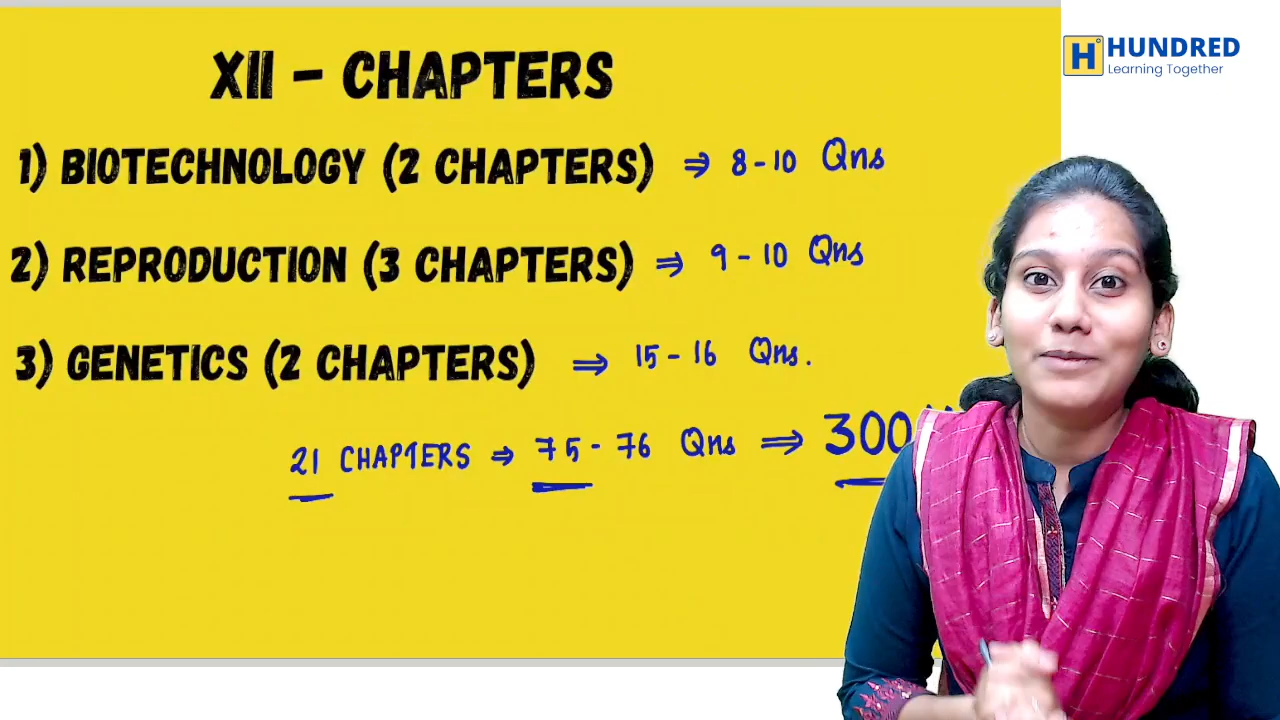 XII - CHAPTERS
H HUNDRED
Learning Together
1) BIOTECHNOLOGY (2 CHAPTERS) ⇒ 8-10 Qns
2) REPRODUCTION (3 CHAPTERS) ⇒ 9-10 Qns
3) GENETICS (2 CHAPTERS) ⇒ 15-16 Qns.
21 CHAPTERS ⇒ 75-76 Qns ⇒ 300